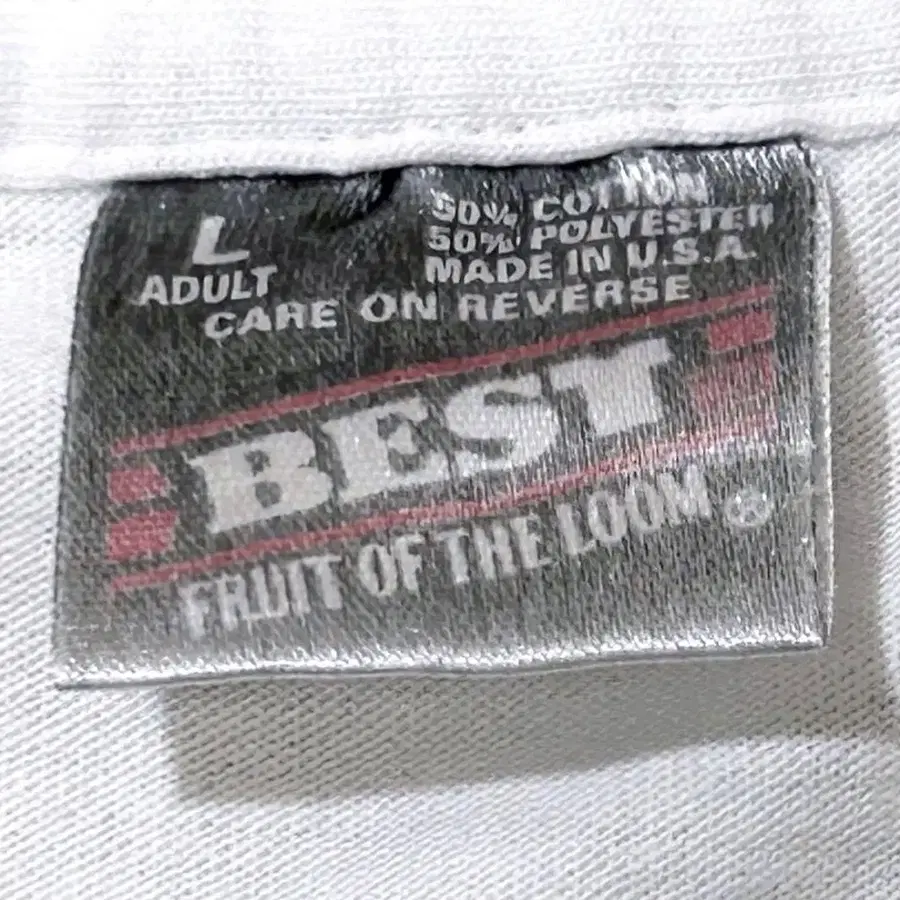 L
ADULT
50% COTTON
50% POLYESTER
MADE IN U.S.A.
CARE ON REVERSE
BEST
FRUIT OF THE LOOM ®